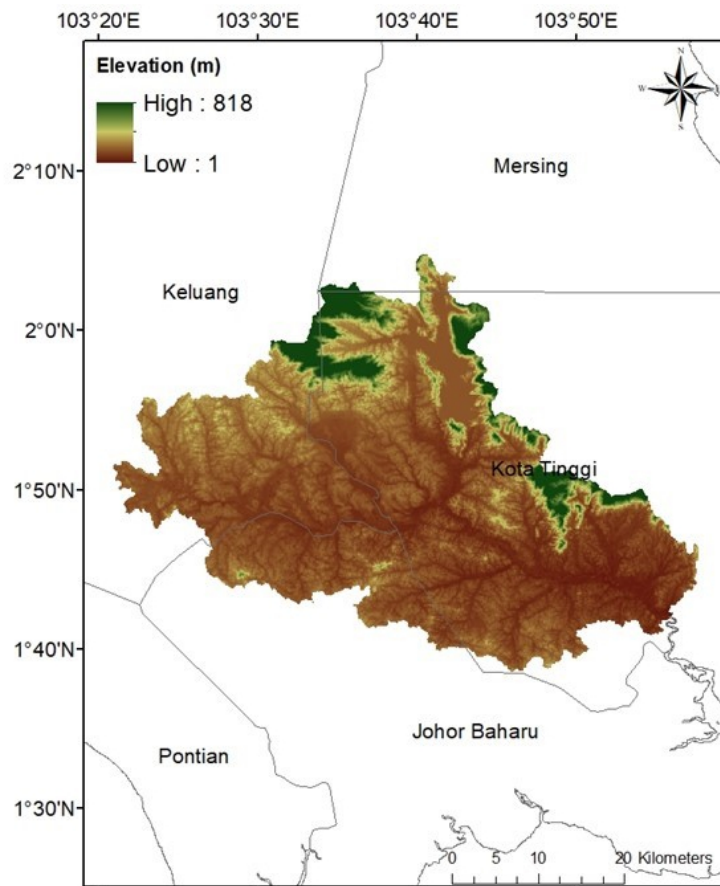 103°20'E 103°30'E 103°40'E 103°50'E
Elevation (m)
High : 818
Low : 1
N
W E
S
2°10'N
Mersing
Keluang
2°0'N
Kota Tinggi
1°50'N
1°40'N
Johor Baharu
Pontian
1°30'N
0 5 10 20 Kilometers